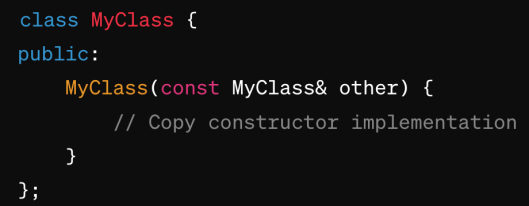 class MyClass {
public:
    MyClass(const MyClass& other) {
        // Copy constructor implementation
    }
};